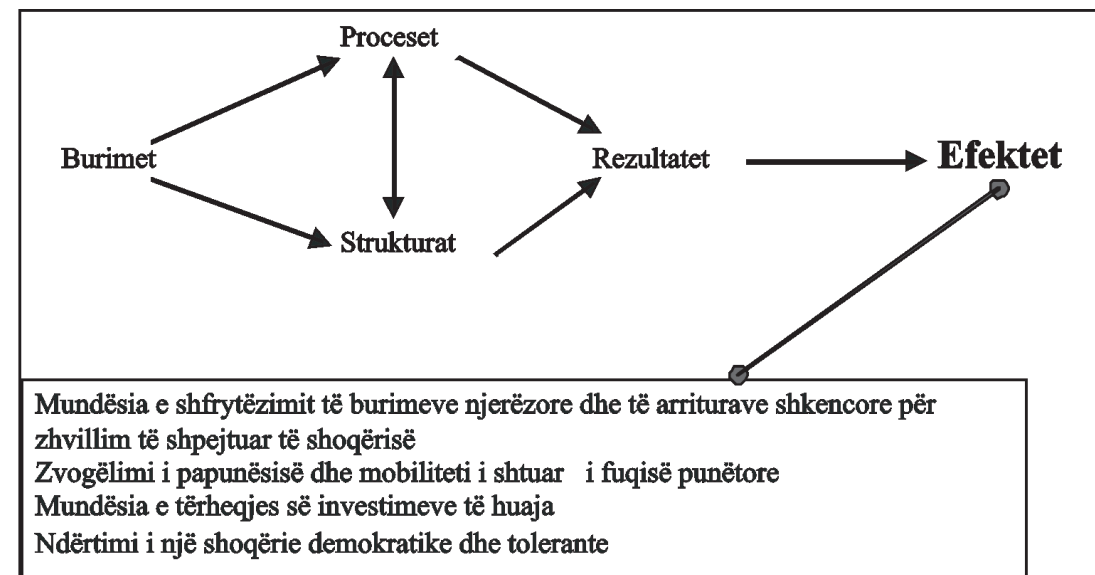 Proceset
Burimet
Rezultatet
Efektet
Strukturat
Mundësia e shfrytëzimit të burimeve njerëzore dhe të arriturave shkencore për
zhvillim të shpejtuar të shoqërisë
Zvogëlimi i papunësisë dhe mobiliteti i shtuar i fuqisë punëtore
Mundësia e tërheqjes së investimeve të huaja
Ndërtimi i një shoqërie demokratike dhe tolerante